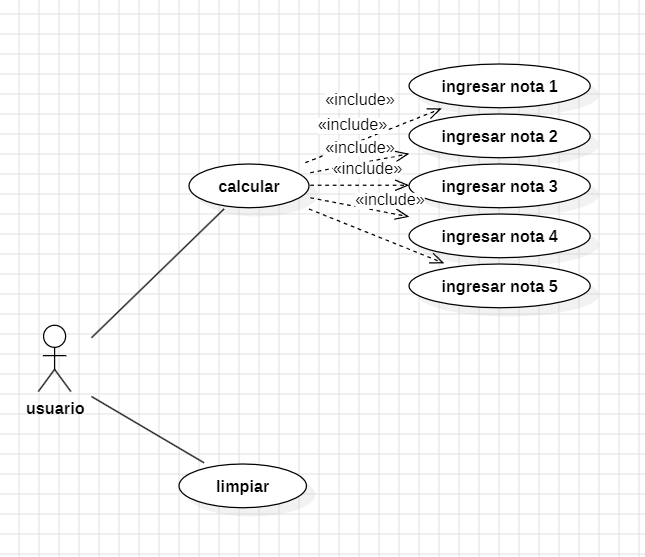 «include»
ingresar nota 1
«include»
ingresar nota 2
«include»
«include»
calcular
ingresar nota 3
«include»
ingresar nota 4
ingresar nota 5
usuario
limpiar